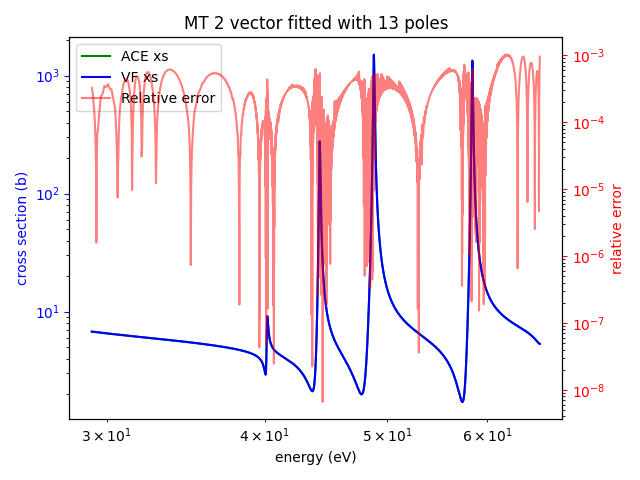 MT 2 vector fitted with 13 poles
ACE xs
VF xs
Relative error
10³
10²
10¹
cross section (b)
10⁻³
10⁻⁴
10⁻⁵
10⁻⁶
10⁻⁷
10⁻⁸
relative error
3 × 10¹ 4 × 10¹ 5 × 10¹ 6 × 10¹
energy (eV)